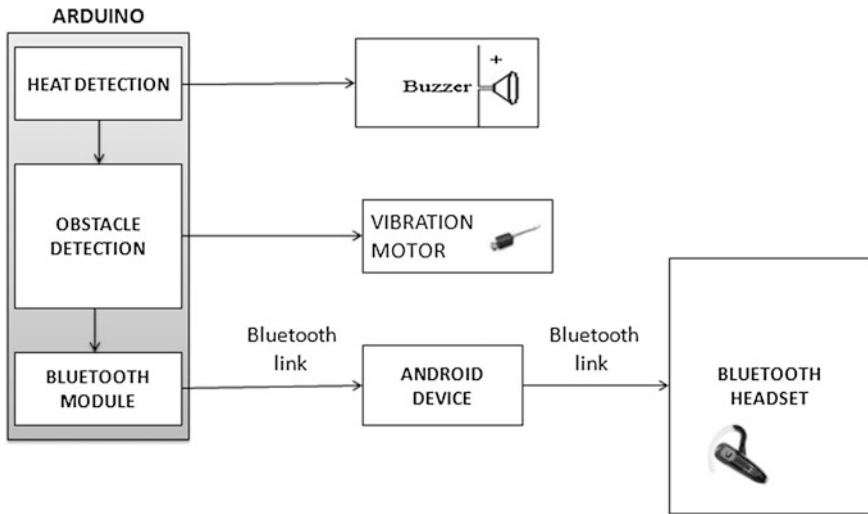 ARDUINO
HEAT DETECTION
+
Buzzer
OBSTACLE
DETECTION
VIBRATION
MOTOR
Bluetooth
link
Bluetooth
link
BLUETOOTH
MODULE
ANDROID
DEVICE
BLUETOOTH
HEADSET